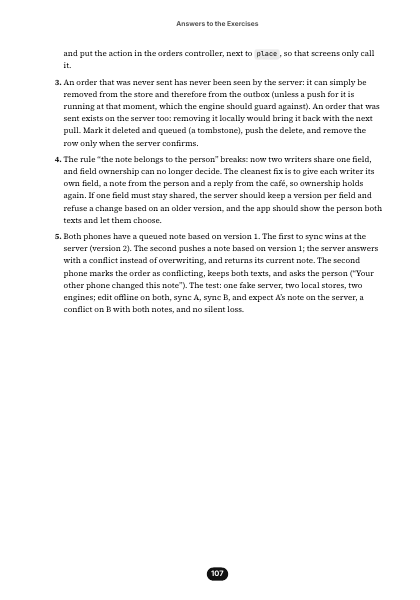 Answers to the Exercises
and put the action in the orders controller, next to place, so that screens only call
it.
3. An order that was never sent has never been seen by the server: it can simply be
removed from the store and therefore from the outbox (unless a push for it is
running at that moment, which the engine should guard against). An order that was
sent exists on the server too: removing it locally would bring it back with the next
pull. Mark it deleted and queued (a tombstone), push the delete, and remove the
row only when the server confirms.
4. The rule “the note belongs to the person” breaks: now two writers share one field,
and field ownership can no longer decide. The cleanest fix is to give each writer its
own field, a note from the person and a reply from the café, so ownership holds
again. If one field must stay shared, the server should keep a version per field and
refuse a change based on an older version, and the app should show the person both
texts and let them choose.
5. Both phones have a queued note based on version 1. The first to sync wins at the
server (version 2). The second pushes a note based on version 1; the server answers
with a conflict instead of overwriting, and returns its current note. The second
phone marks the order as conflicting, keeps both texts, and asks the person (“Your
other phone changed this note”). The test: one fake server, two local stores, two
engines; edit offline on both, sync A, sync B, and expect A’s note on the server, a
conflict on B with both notes, and no silent loss.
107